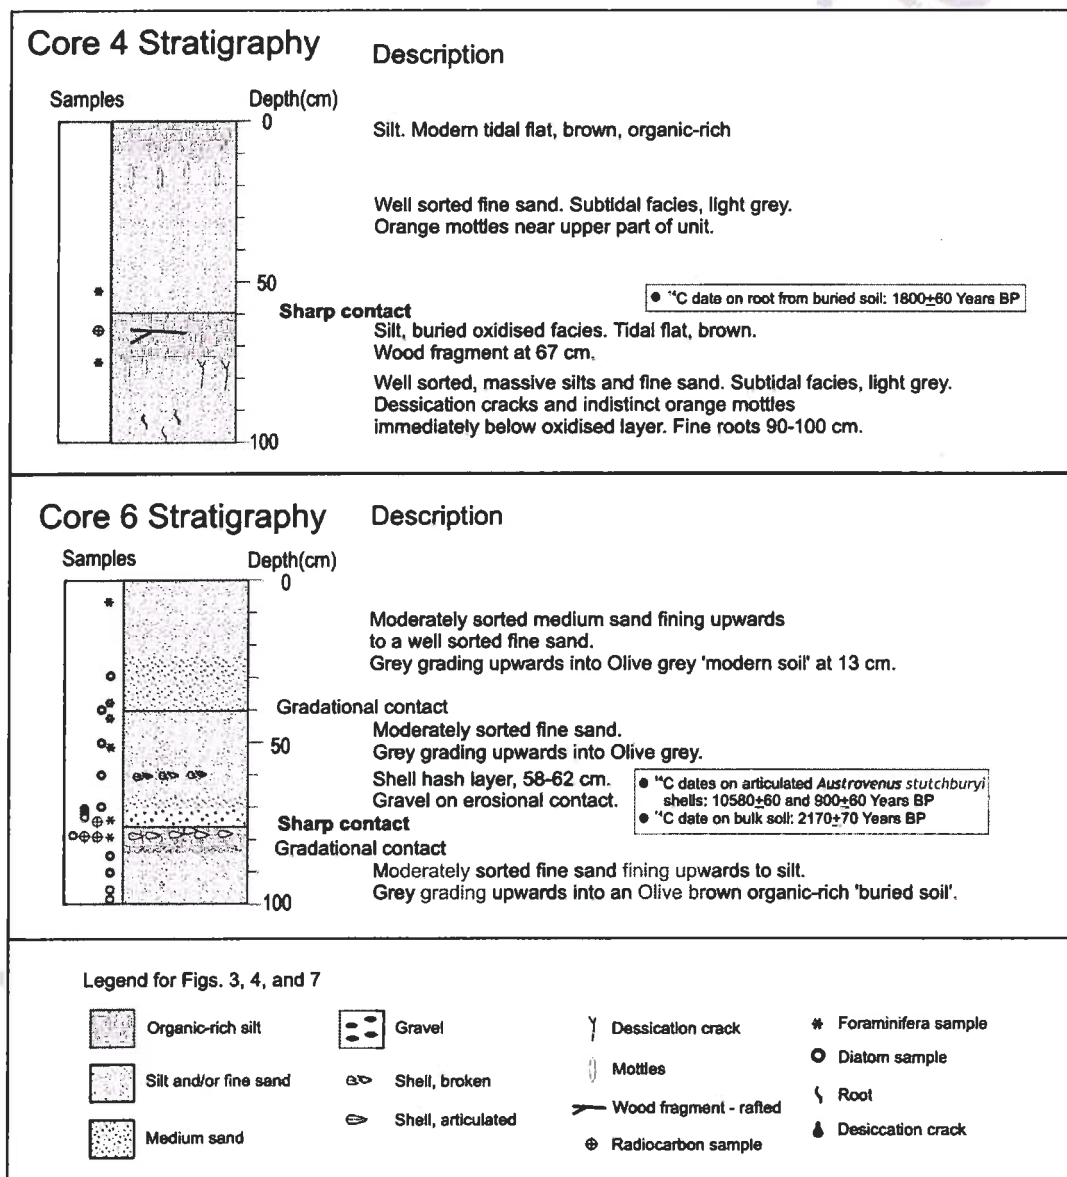 Core 4 Stratigraphy
Description
Samples
Depth(cm)
0
Silt. Modern tidal flat, brown, organic-rich
Well sorted fine sand. Subtidal facies, light grey.
Orange mottles near upper part of unit.
50
● ¹⁴C date on root from buried soil: 1800±60 Years BP
Sharp contact
Silt, buried oxidised facies. Tidal flat, brown.
Wood fragment at 67 cm.
Well sorted, massive silts and fine sand. Subtidal facies, light grey.
Dessication cracks and indistinct orange mottles
immediately below oxidised layer. Fine roots 90-100 cm.
100
Core 6 Stratigraphy
Description
Samples
Depth(cm)
0
Moderately sorted medium sand fining upwards
to a well sorted fine sand.
Grey grading upwards into Olive grey 'modern soil' at 13 cm.
Gradational contact
Moderately sorted fine sand.
50
Grey grading upwards into Olive grey.
Shell hash layer, 58-62 cm.
Gravel on erosional contact.
● ¹⁴C dates on articulated Austrovenus stutchburyi
shells: 10580±60 and 900±60 Years BP
● ¹⁴C date on bulk soil: 2170±70 Years BP
Sharp contact
Gradational contact
Moderately sorted fine sand fining upwards to silt.
Grey grading upwards into an Olive brown organic-rich 'buried soil'.
100
Legend for Figs. 3, 4, and 7
Organic-rich silt
Silt and/or fine sand
Medium sand
Gravel
Shell, broken
Shell, articulated
Dessication crack
Mottles
Wood fragment - rafted
Radiocarbon sample
Foraminifera sample
Diatom sample
Root
Desiccation crack